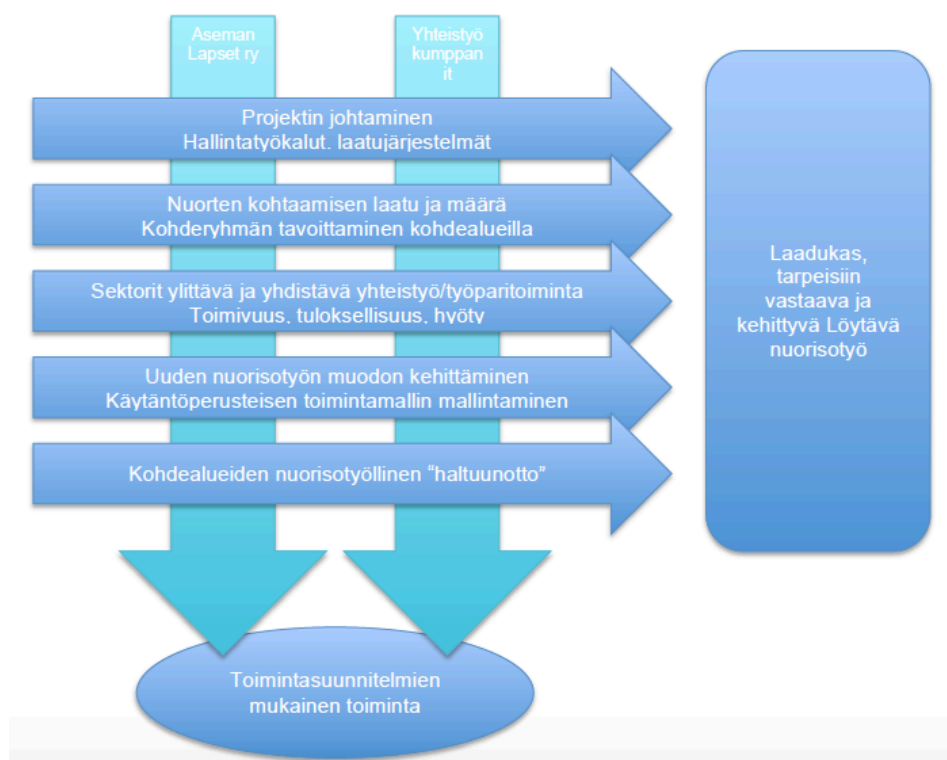 Aseman
Lapset ry
Yhteistyö
kumppan
it
Projektin johtaminen
Hallintatyökalut. laatujärjestelmät
Nuorten kohtaamisen laatu ja määrä
Kohderyhmän tavoittaminen kohdealueilla
Sektorit ylittävä ja yhdistävä yhteistyö/työparitoiminta
Toimivuus, tuloksellisuus, hyöty
Uuden nuorisotyön muodon kehittäminen
Käytäntöperusteisen toimintamallin mallintaminen
Kohdealueiden nuorisotyöllinen “haltuunotto”
Laadukas,
tarpeisiin
vastaava ja
kehittyvä Löytävä
nuorisotyö
Toimintasuunnitelmien
mukainen toiminta